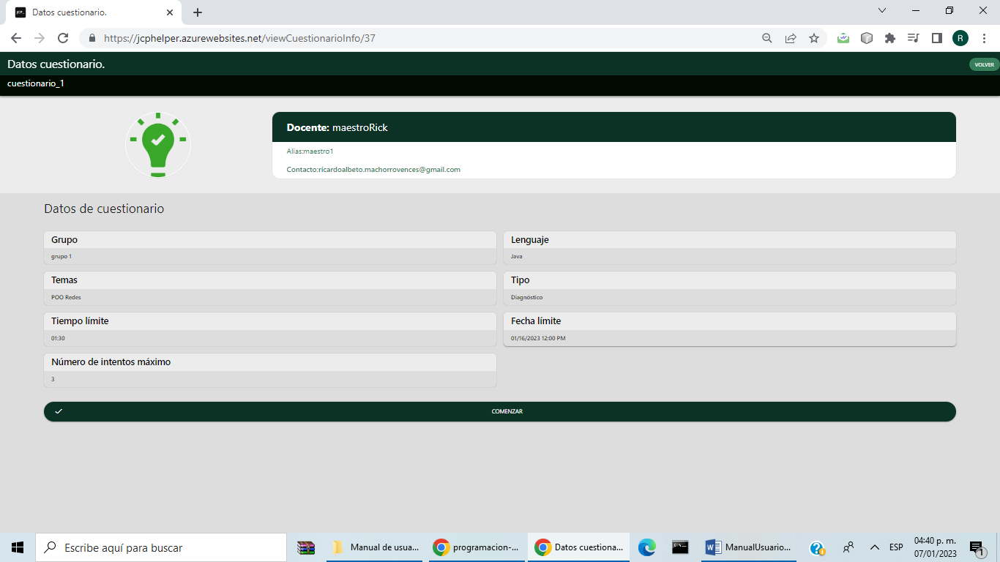 Datos cuestionario.
https://jcphelper.azurewebsites.net/viewCuestionarioInfo/37
R
Datos cuestionario.
VOLVER
cuestionario_1
Docente: maestroRick
Alias:maestro1
Contacto:ricardoalbeto.machorrovences@gmail.com
Datos de cuestionario
Grupo
grupo 1
Lenguaje
Java
Temas
POO Redes
Tipo
Diagnóstico
Tiempo límite
01:30
Fecha límite
01/16/2023 12:00 PM
Número de intentos máximo
3
COMENZAR
Escribe aquí para buscar
Manual de usua...
programacion-...
Datos cuestiona...
ManualUsuario...
ESP
04:40 p. m.
07/01/2023
1